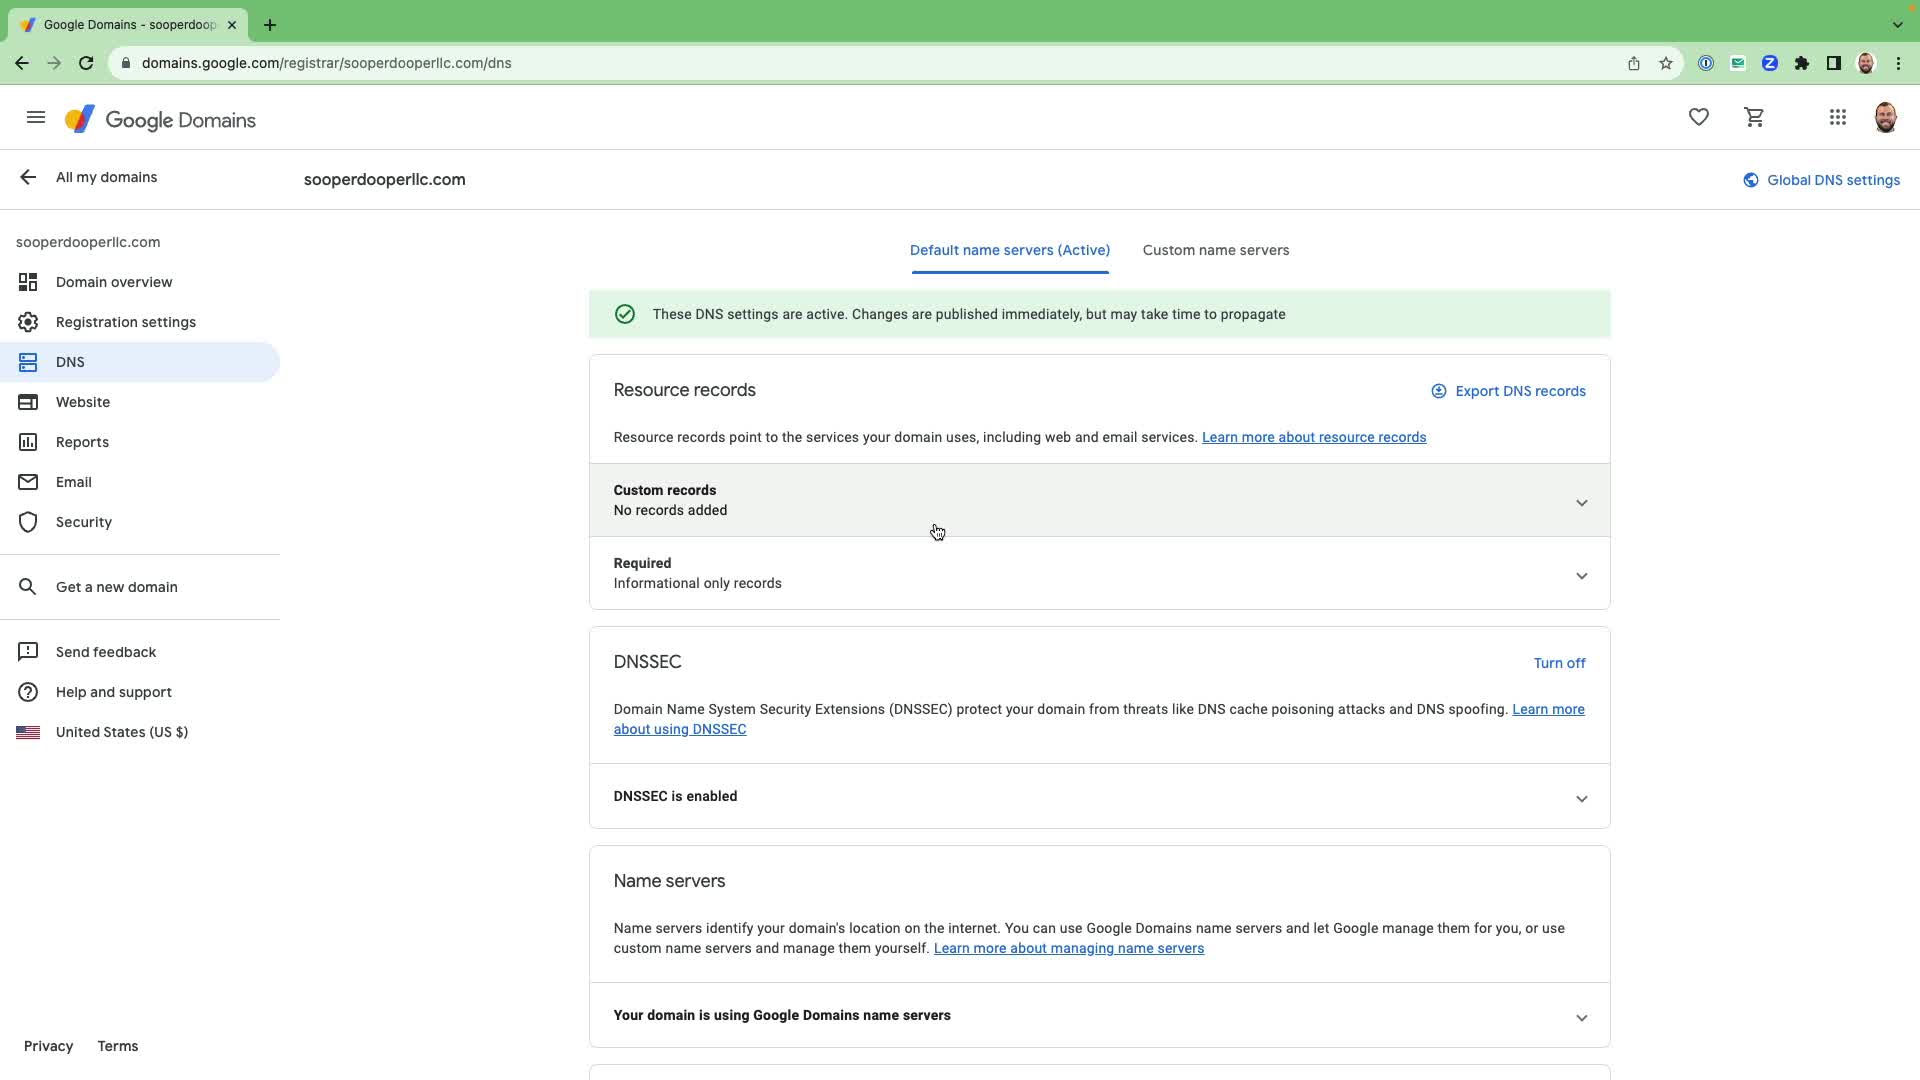 Google Domains - sooperdoop
domains.google.com/registrar/sooperdooperllc.com/dns
Google Domains
All my domains
sooperdooperllc.com
Global DNS settings
sooperdooperllc.com
Domain overview
Registration settings
DNS
Website
Reports
Email
Security
Get a new domain
Send feedback
Help and support
United States (US $)
Privacy
Terms
Default name servers (Active)
Custom name servers
These DNS settings are active. Changes are published immediately, but may take time to propagate
Resource records
Export DNS records
Resource records point to the services your domain uses, including web and email services. Learn more about resource records
Custom records
No records added
Required
Informational only records
DNSSEC
Turn off
Domain Name System Security Extensions (DNSSEC) protect your domain from threats like DNS cache poisoning attacks and DNS spoofing. Learn more
about using DNSSEC
DNSSEC is enabled
Name servers
Name servers identify your domain's location on the internet. You can use Google Domains name servers and let Google manage them for you, or use
custom name servers and manage them yourself. Learn more about managing name servers
Your domain is using Google Domains name servers